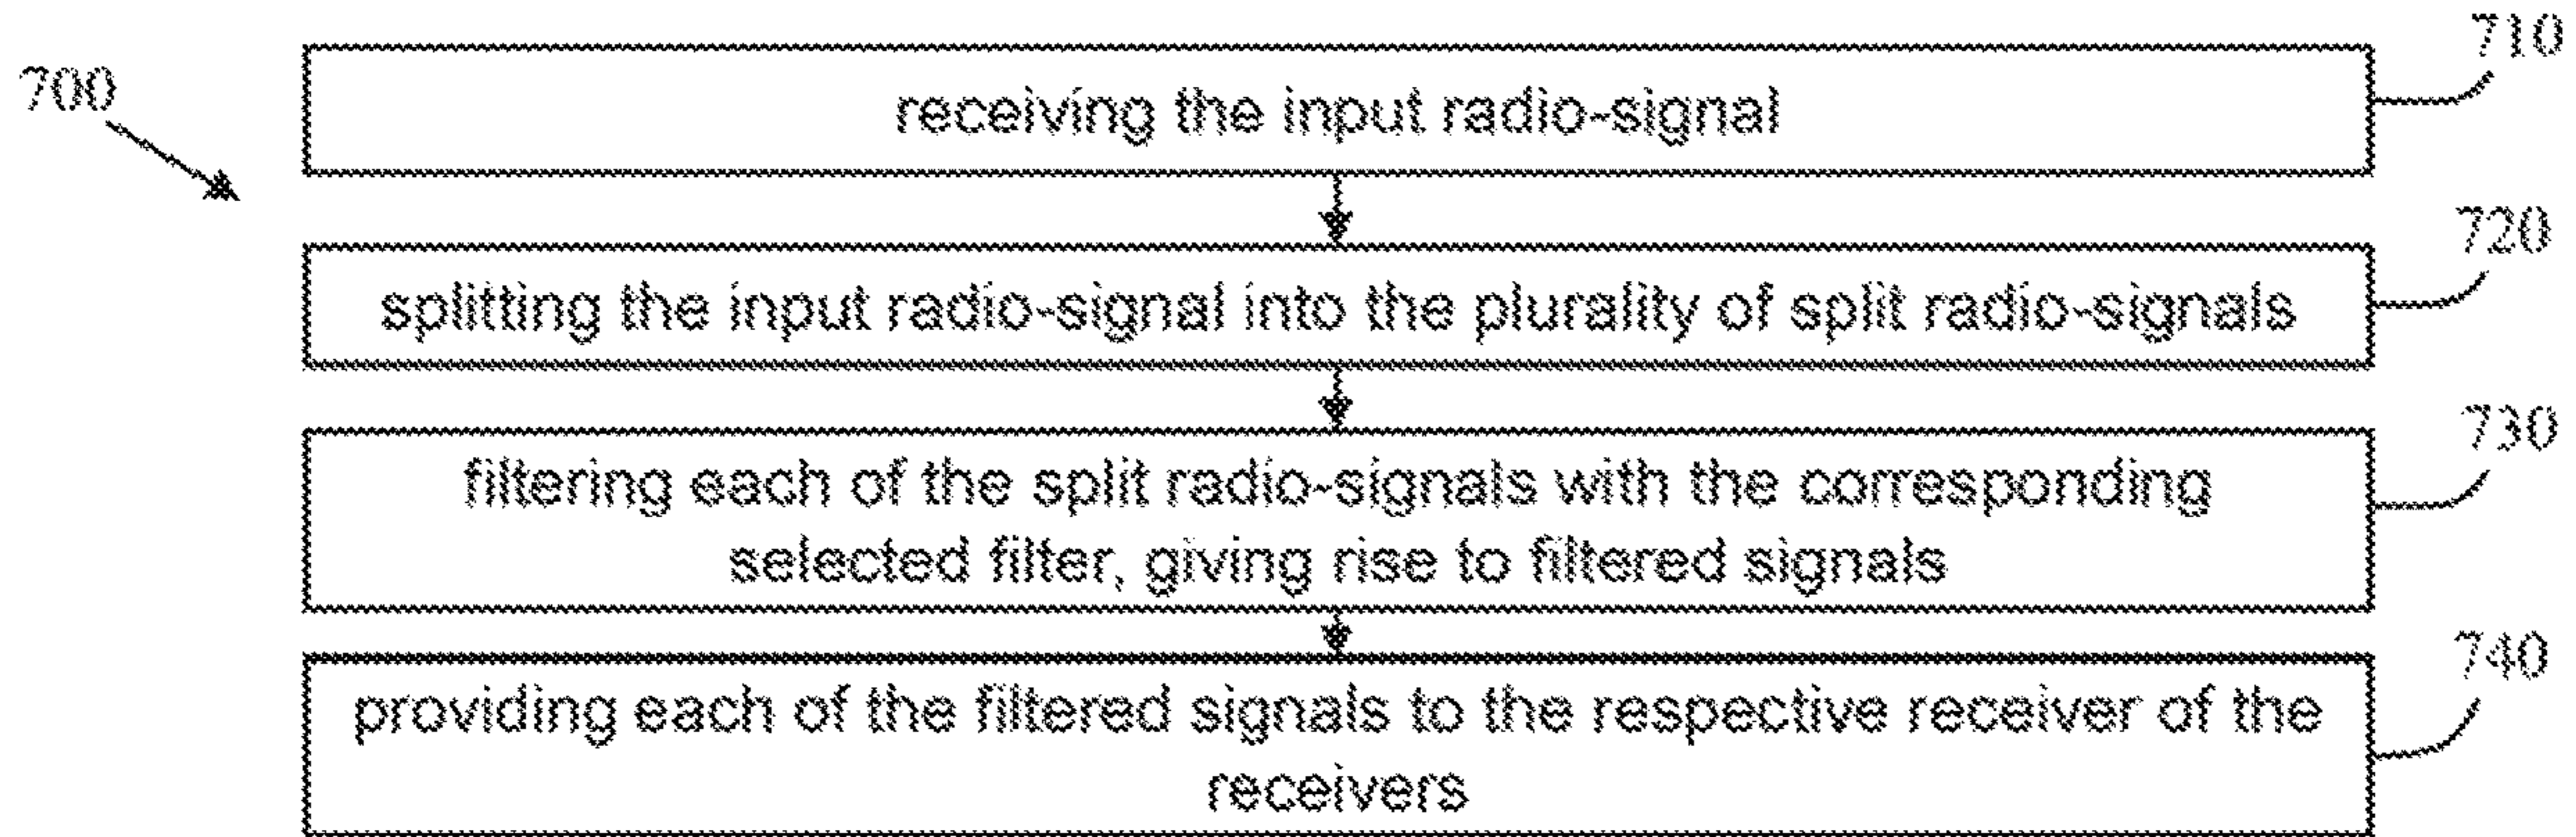 710
700
receiving the input radio-signal
720
splitting the input radio-signal into the plurality of split radio-signals
730
filtering each of the split radio-signals with the corresponding
selected filter, giving rise to filtered signals
740
providing each of the filtered signals to the respective receiver of the
receivers